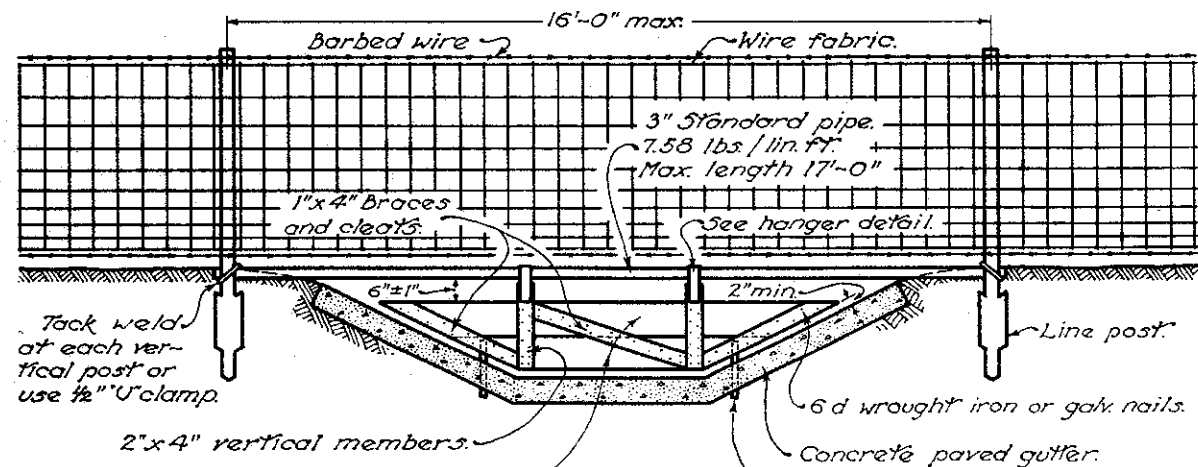 16'-0" max.
Barbed wire
Wire fabric.
3" Standard pipe.
7.58 lbs./lin. ft.
Max. length 17'-0"
1"x4" Braces
and cleats.
See hanger detail.
6"±1"
2"min.
Tack weld
at each ver-
tical post or
use ½" "U" clamp.
Line post.
6d wrought iron or galv. nails.
2"x4" vertical members.
Concrete paved gutter.